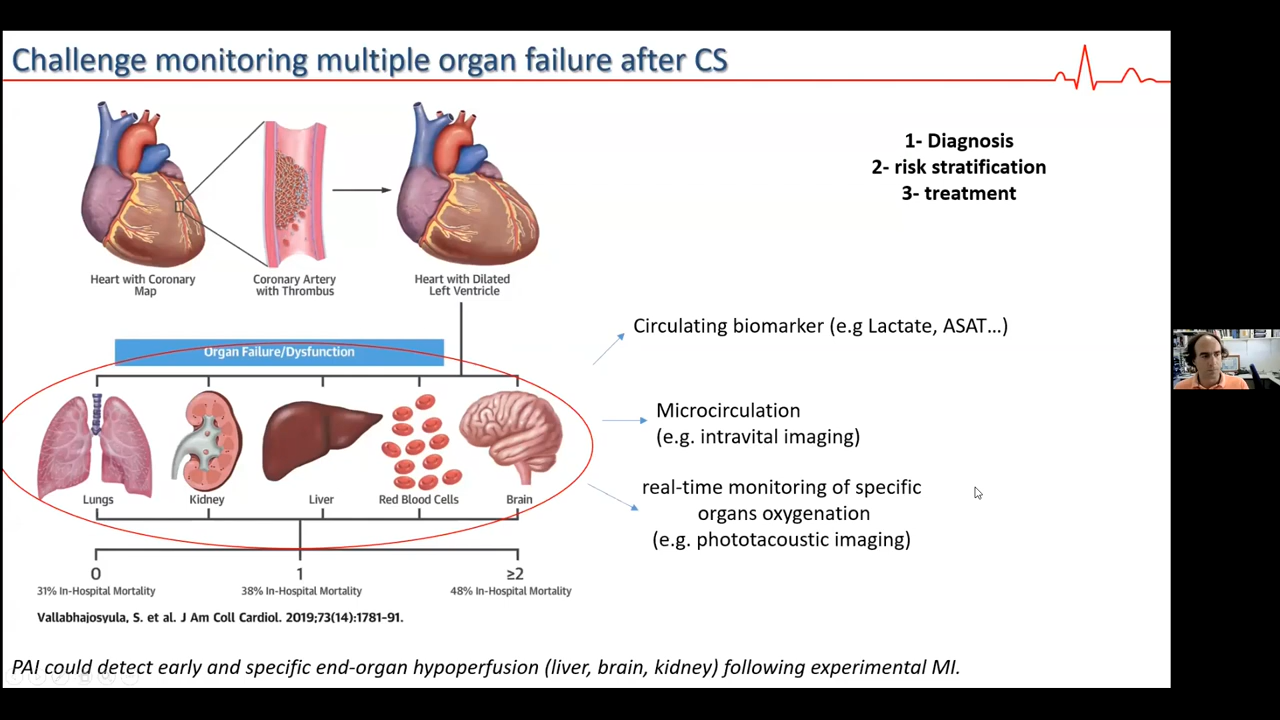 Challenge monitoring multiple organ failure after CS
1- Diagnosis
2- risk stratification
3- treatment
Heart with Coronary
Map
Coronary Artery
with Thrombus
Heart with Dilated
Left Ventricle
Organ Failure/Dysfunction
Circulating biomarker (e.g Lactate, ASAT...)
Microcirculation
(e.g. intravital imaging)
real-time monitoring of specific
organs oxygenation
(e.g. phototacoustic imaging)
Lungs
Kidney
Liver
Red Blood Cells
Brain
0
1
≥2
31% In-Hospital Mortality
38% In-Hospital Mortality
48% In-Hospital Mortality
Vallabhajosyula, S. et al. J Am Coll Cardiol. 2019;73(14):1781-91.
PAI could detect early and specific end-organ hypoperfusion (liver, brain, kidney) following experimental MI.